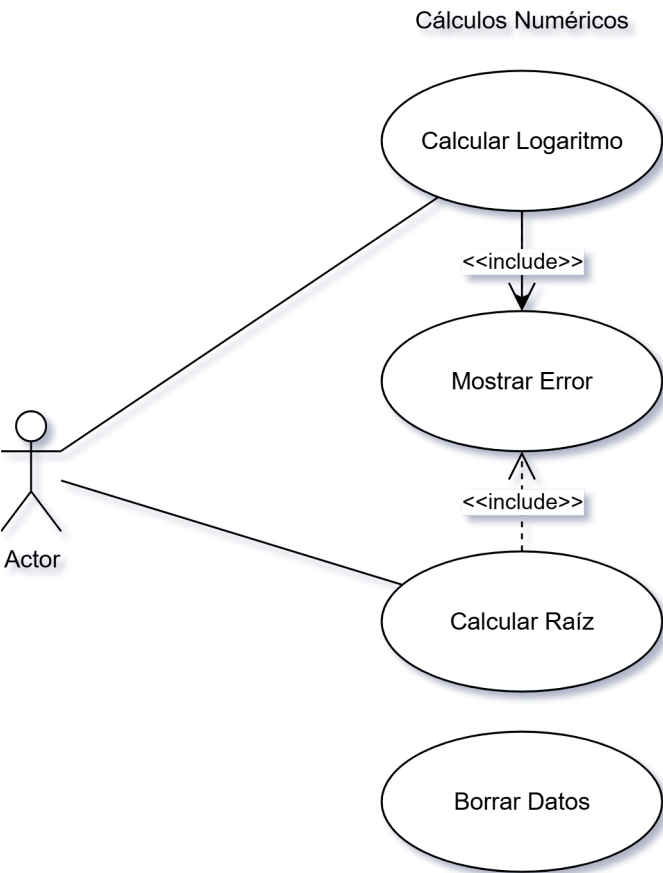 Cálculos Numéricos
Calcular Logaritmo
<<include>>
Mostrar Error
<<include>>
Actor
Calcular Raíz
Borrar Datos